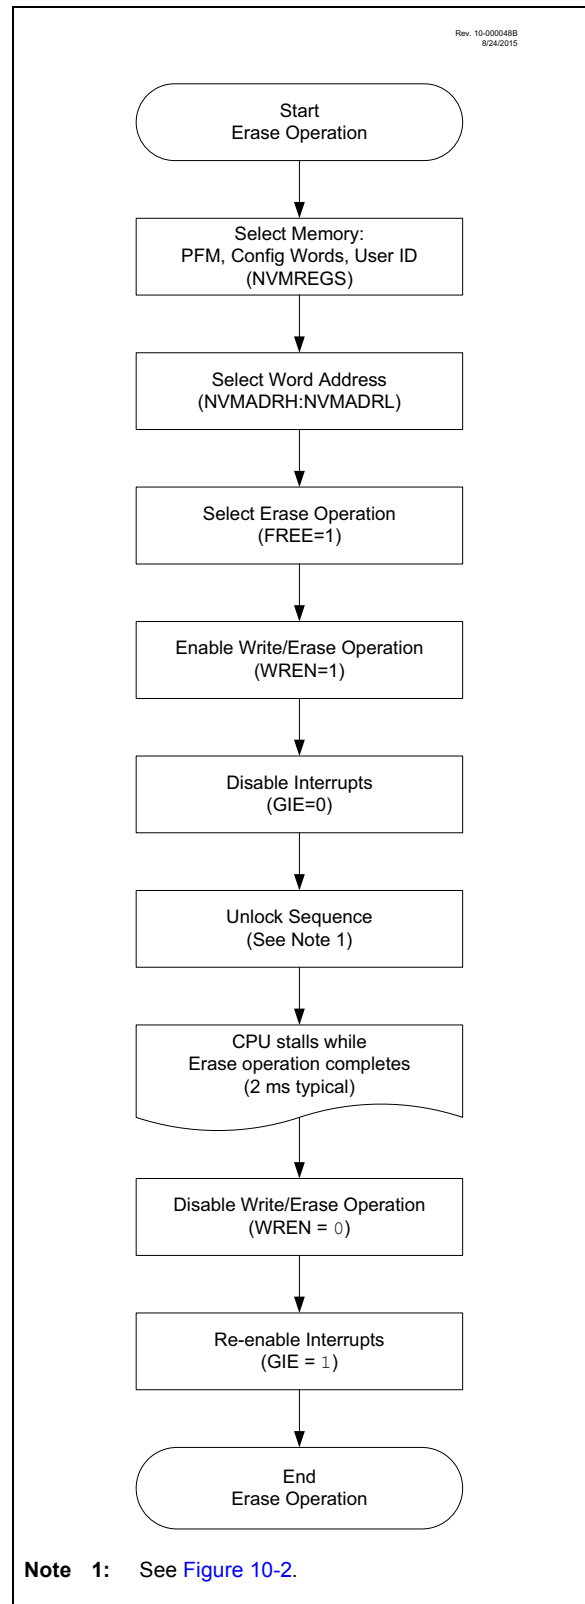 Rev. 10-000048B
8/24/2015
Start
Erase Operation
Select Memory:
PFM, Config Words, User ID
(NVMREGS)
Select Word Address
(NVMADRH:NVMADRL)
Select Erase Operation
(FREE=1)
Enable Write/Erase Operation
(WREN=1)
Disable Interrupts
(GIE=0)
Unlock Sequence
(See Note 1)
CPU stalls while
Erase operation completes
(2 ms typical)
Disable Write/Erase Operation
(WREN = 0)
Re-enable Interrupts
(GIE = 1)
End
Erase Operation
Note 1: See Figure 10-2.